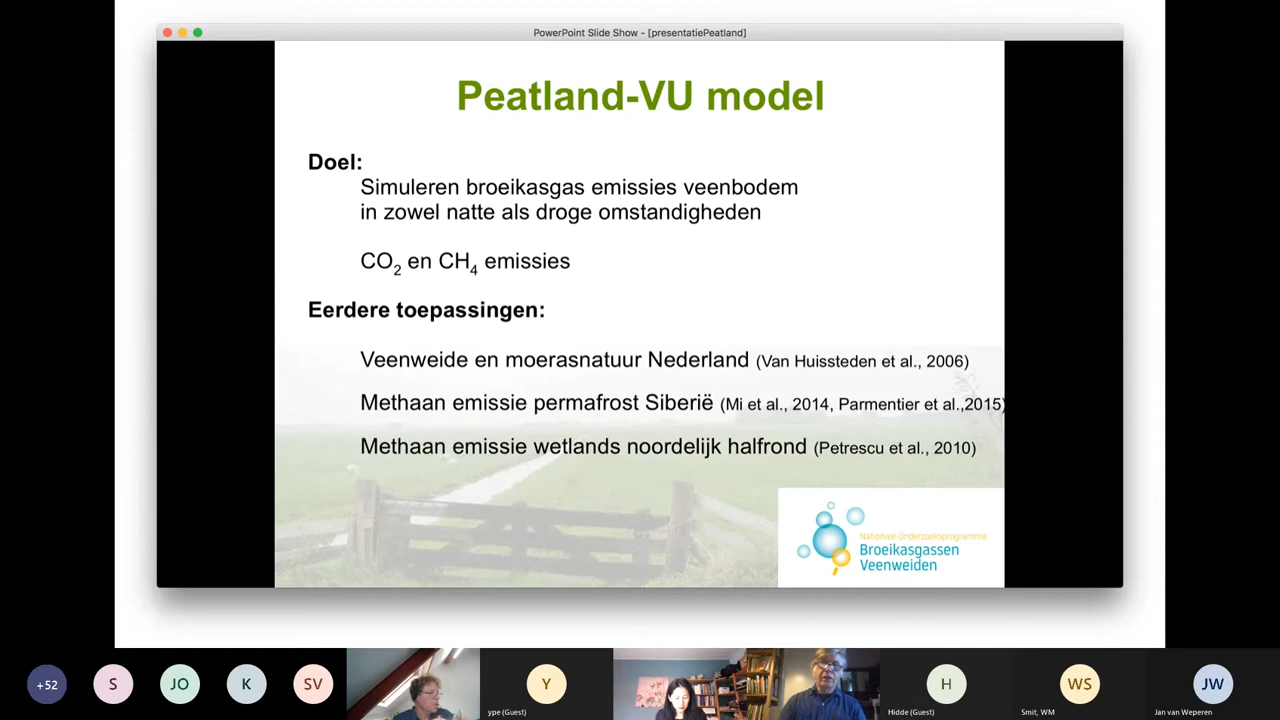 PowerPoint Slide Show - [presentatiePeatland]
Peatland-VU model
Doel:
Simuleren broeikasgas emissies veenbodem
in zowel natte als droge omstandigheden
CO2 en CH4 emissies
Eerdere toepassingen:
Veenweide en moerasnatuur Nederland (Van Huissteden et al., 2006)
Methaan emissie permafrost Siberië (Mi et al., 2014, Parmentier et al.,2015)
Methaan emissie wetlands noordelijk halfrond (Petrescu et al., 2010)
Nationaal Onderzoeksprogramma
Broeikasgassen
Veenweiden
+52
S
JO
K
SV
Y
H
WS
JW
ype (Guest)
Hidde (Guest)
Smit, WM
Jan van Weperen